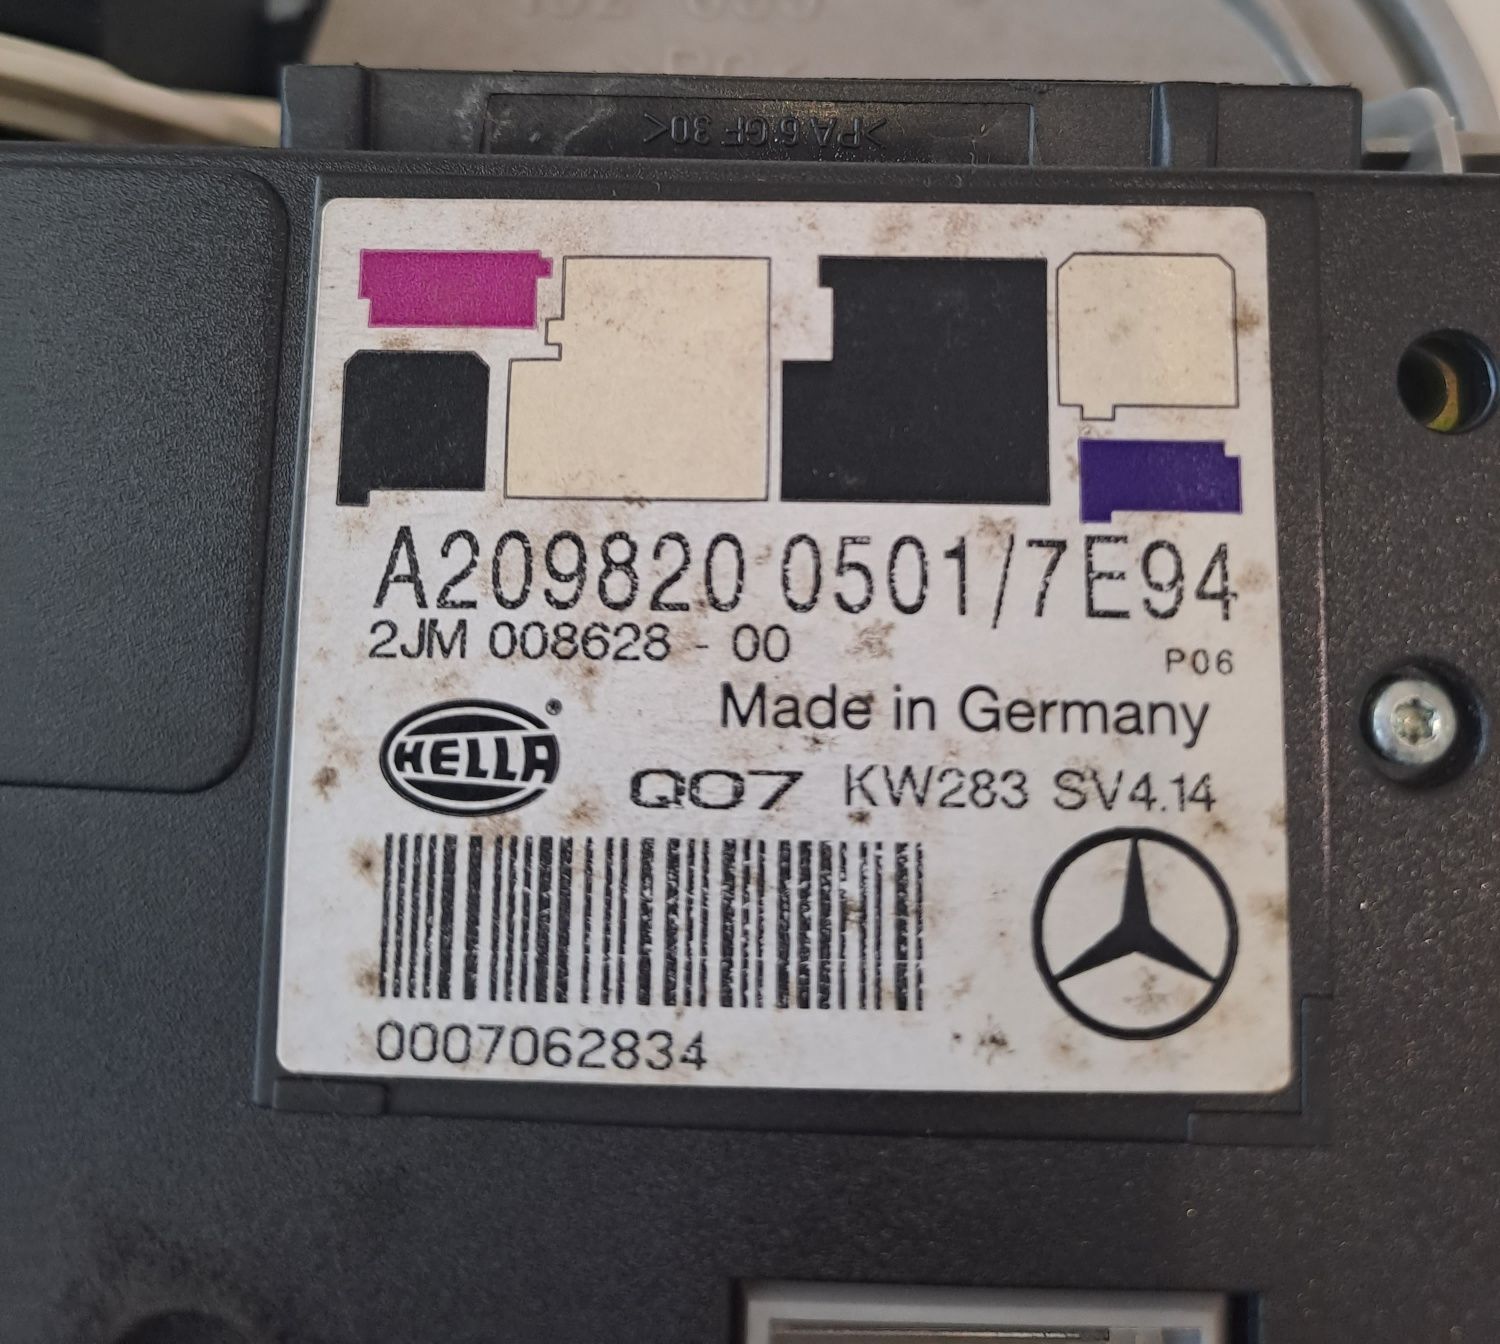 >PA 6 GF 30<
A209820 0501/7E94
2JM 008628 - 00
P06
Made in Germany
HELLA®
Q07 KW283 SV4.14
0007062834